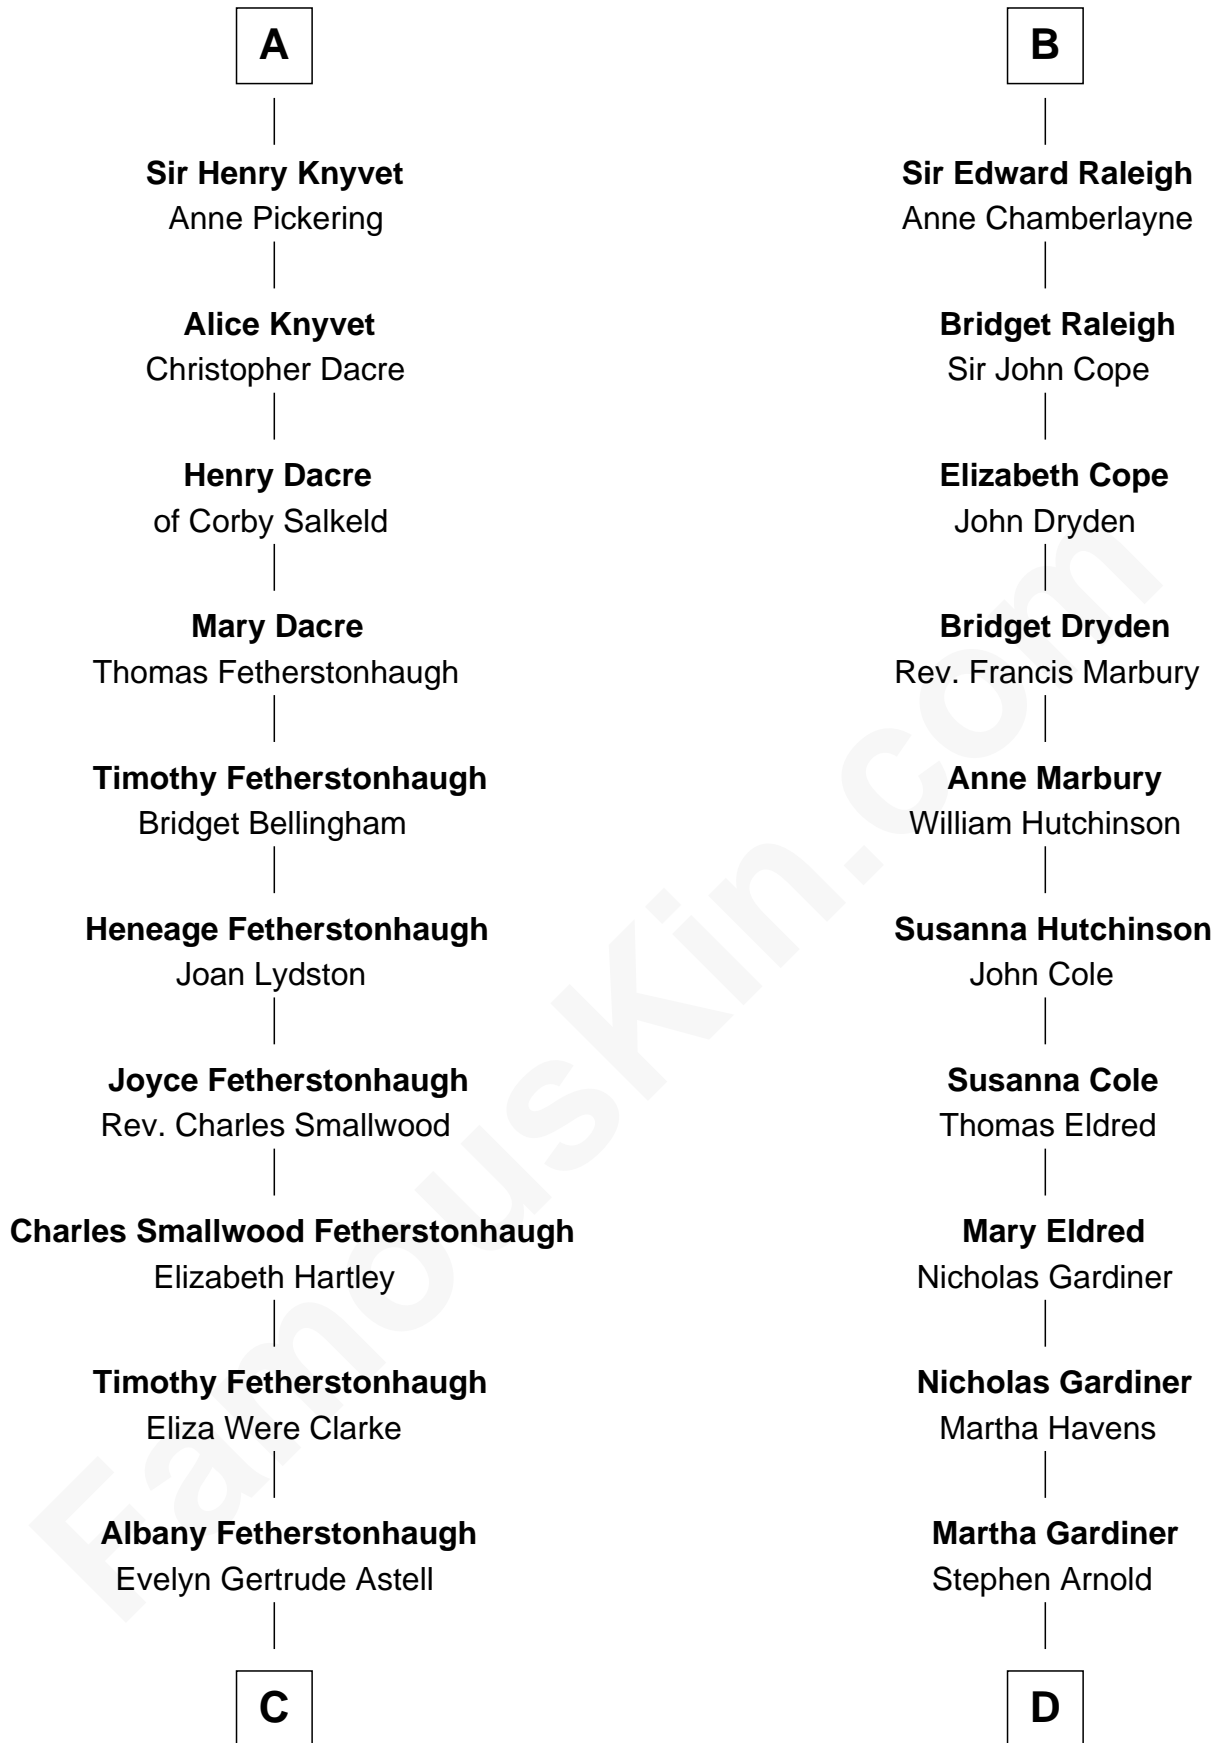 A
Sir Henry Knyvet
Anne Pickering
Alice Knyvet
Christopher Dacre
Henry Dacre
of Corby Salkeld
Mary Dacre
Thomas Fetherstonhaugh
Timothy Fetherstonhaugh
Bridget Bellingham
Heneage Fetherstonhaugh
Joan Lydston
Joyce Fetherstonhaugh
Rev. Charles Smallwood
Charles Smallwood Fetherstonhaugh
Elizabeth Hartley
Timothy Fetherstonhaugh
Eliza Were Clarke
Albany Fetherstonhaugh
Evelyn Gertrude Astell
C
B
Sir Edward Raleigh
Anne Chamberlayne
Bridget Raleigh
Sir John Cope
Elizabeth Cope
John Dryden
Bridget Dryden
Rev. Francis Marbury
Anne Marbury
William Hutchinson
Susanna Hutchinson
John Cole
Susanna Cole
Thomas Eldred
Mary Eldred
Nicholas Gardiner
Nicholas Gardiner
Martha Havens
Martha Gardiner
Stephen Arnold
D
FamousKin.com